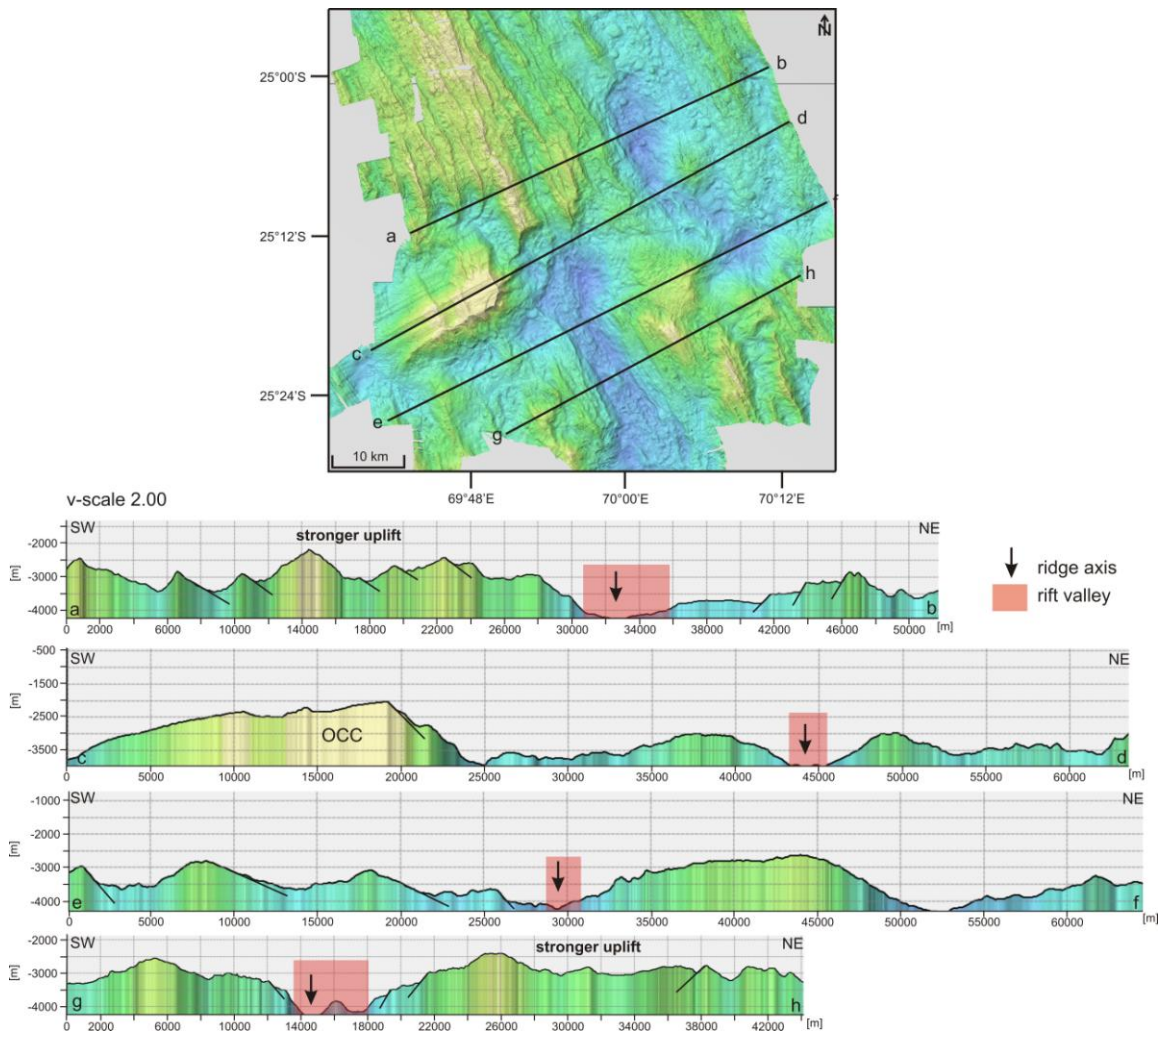 N
b
25°00'S
d
f
25°12'S
a
h
c
25°24'S
e
g
10 km
69°48'E 70°00'E 70°12'E
v-scale 2.00
SW stronger uplift NE
-2000
[m] -3000
-4000
a b
0 2000 6000 10000 14000 18000 22000 26000 30000 34000 38000 42000 46000 50000 [m]
ridge axis
rift valley
-500 SW NE
-1500
[m] -2500
OCC
-3500
c d
0 5000 10000 15000 20000 25000 30000 35000 40000 45000 50000 55000 60000 [m]
SW NE
-1000
-2000
[m]
-3000
-4000 e f
0 5000 10000 15000 20000 25000 30000 35000 40000 45000 50000 55000 60000 [m]
-2000 SW stronger uplift NE
[m] -3000
-4000 g h
0 2000 6000 10000 14000 18000 22000 26000 30000 34000 38000 42000 [m]